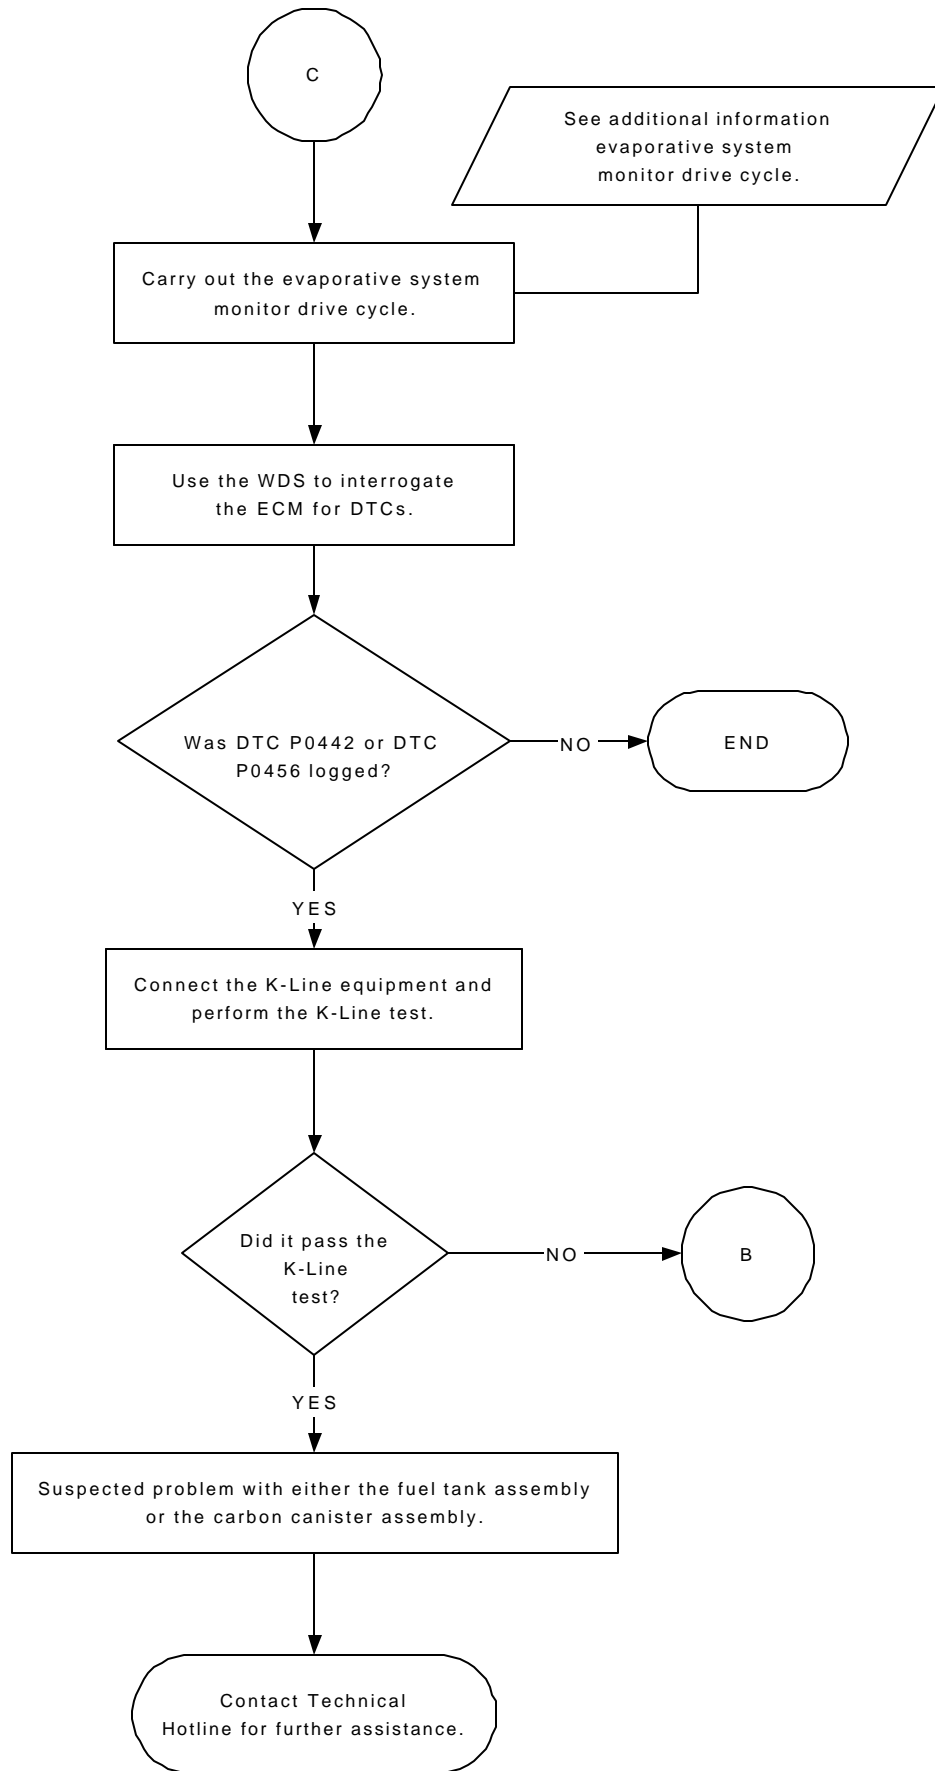 C
See additional information
evaporative system
monitor drive cycle.
Carry out the evaporative system
monitor drive cycle.
Use the WDS to interrogate
the ECM for DTCs.
Was DTC P0442 or DTC
P0456 logged?
NO
END
YES
Connect the K-Line equipment and
perform the K-Line test.
Did it pass the
K-Line
test?
NO
B
YES
Suspected problem with either the fuel tank assembly
or the carbon canister assembly.
Contact Technical
Hotline for further assistance.